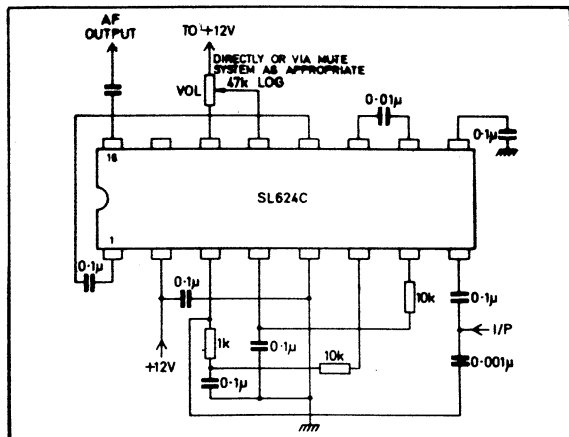 AF
OUTPUT
TO +12V
DIRECTLY OR VIA MUTE
SYSTEM AS APPROPRIATE
VOL
47k LOG
0·01µ
0·1µ
16
SL624C
1
0·1µ
0·1µ
10k
0·1µ
I/P
1k
0·1µ
10k
0·001µ
+12V
0·1µ